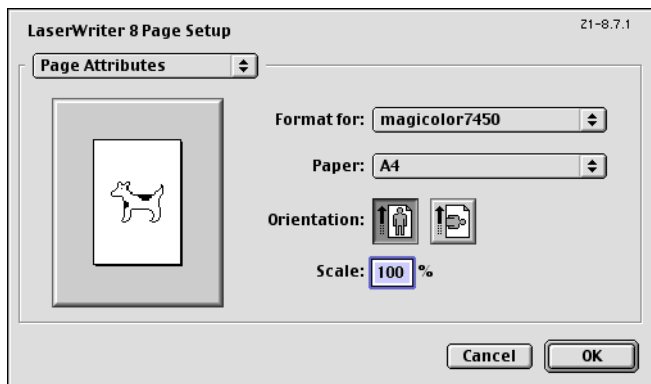 LaserWriter 8 Page Setup
Z1-8.7.1
Page Attributes
Format for: magicolor7450
Paper: A4
Orientation:
Scale: 100 %
Cancel
OK